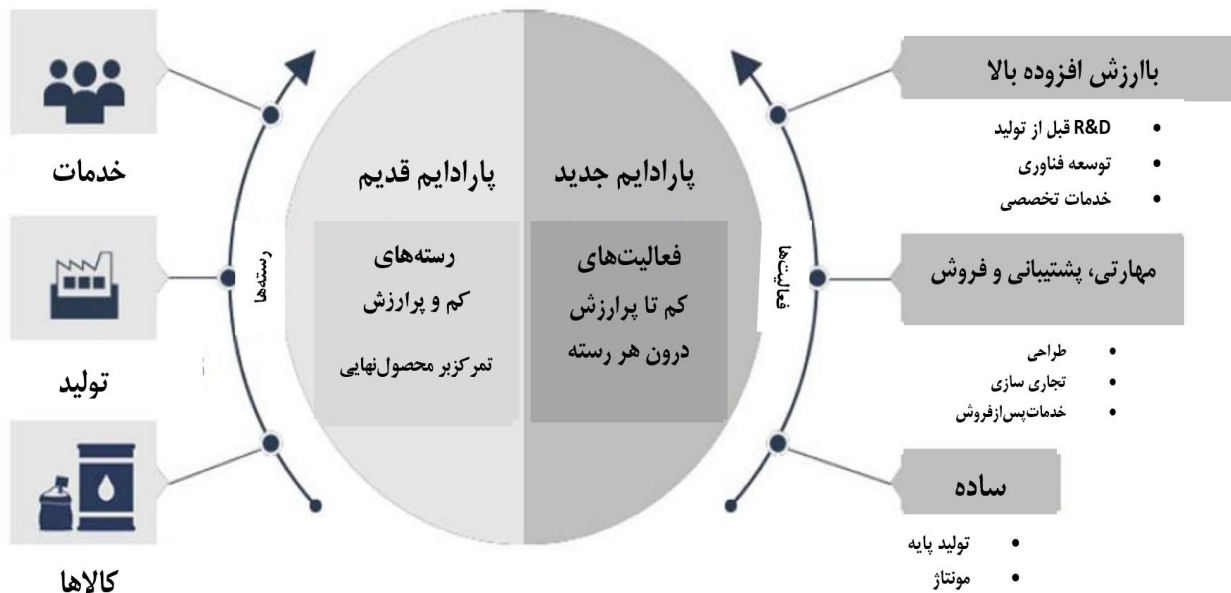 باارزش افزوده بالا
• R&D قبل از تولید
• توسعه فناوری
• خدمات تخصصی
مهارتی، پشتیبانی و فروش
• طراحی
• تجاری سازی
• خدمات‌پس‌ازفروش
ساده
• تولید پایه
• مونتاژ
فعالیت‌ها
پارادایم جدید
فعالیت‌های
کم تا پرارزش
درون هر رسته
پارادایم قدیم
رسته‌های
کم و پرارزش
تمرکزبر محصول‌نهایی
رسته‌ها
خدمات
تولید
کالاها